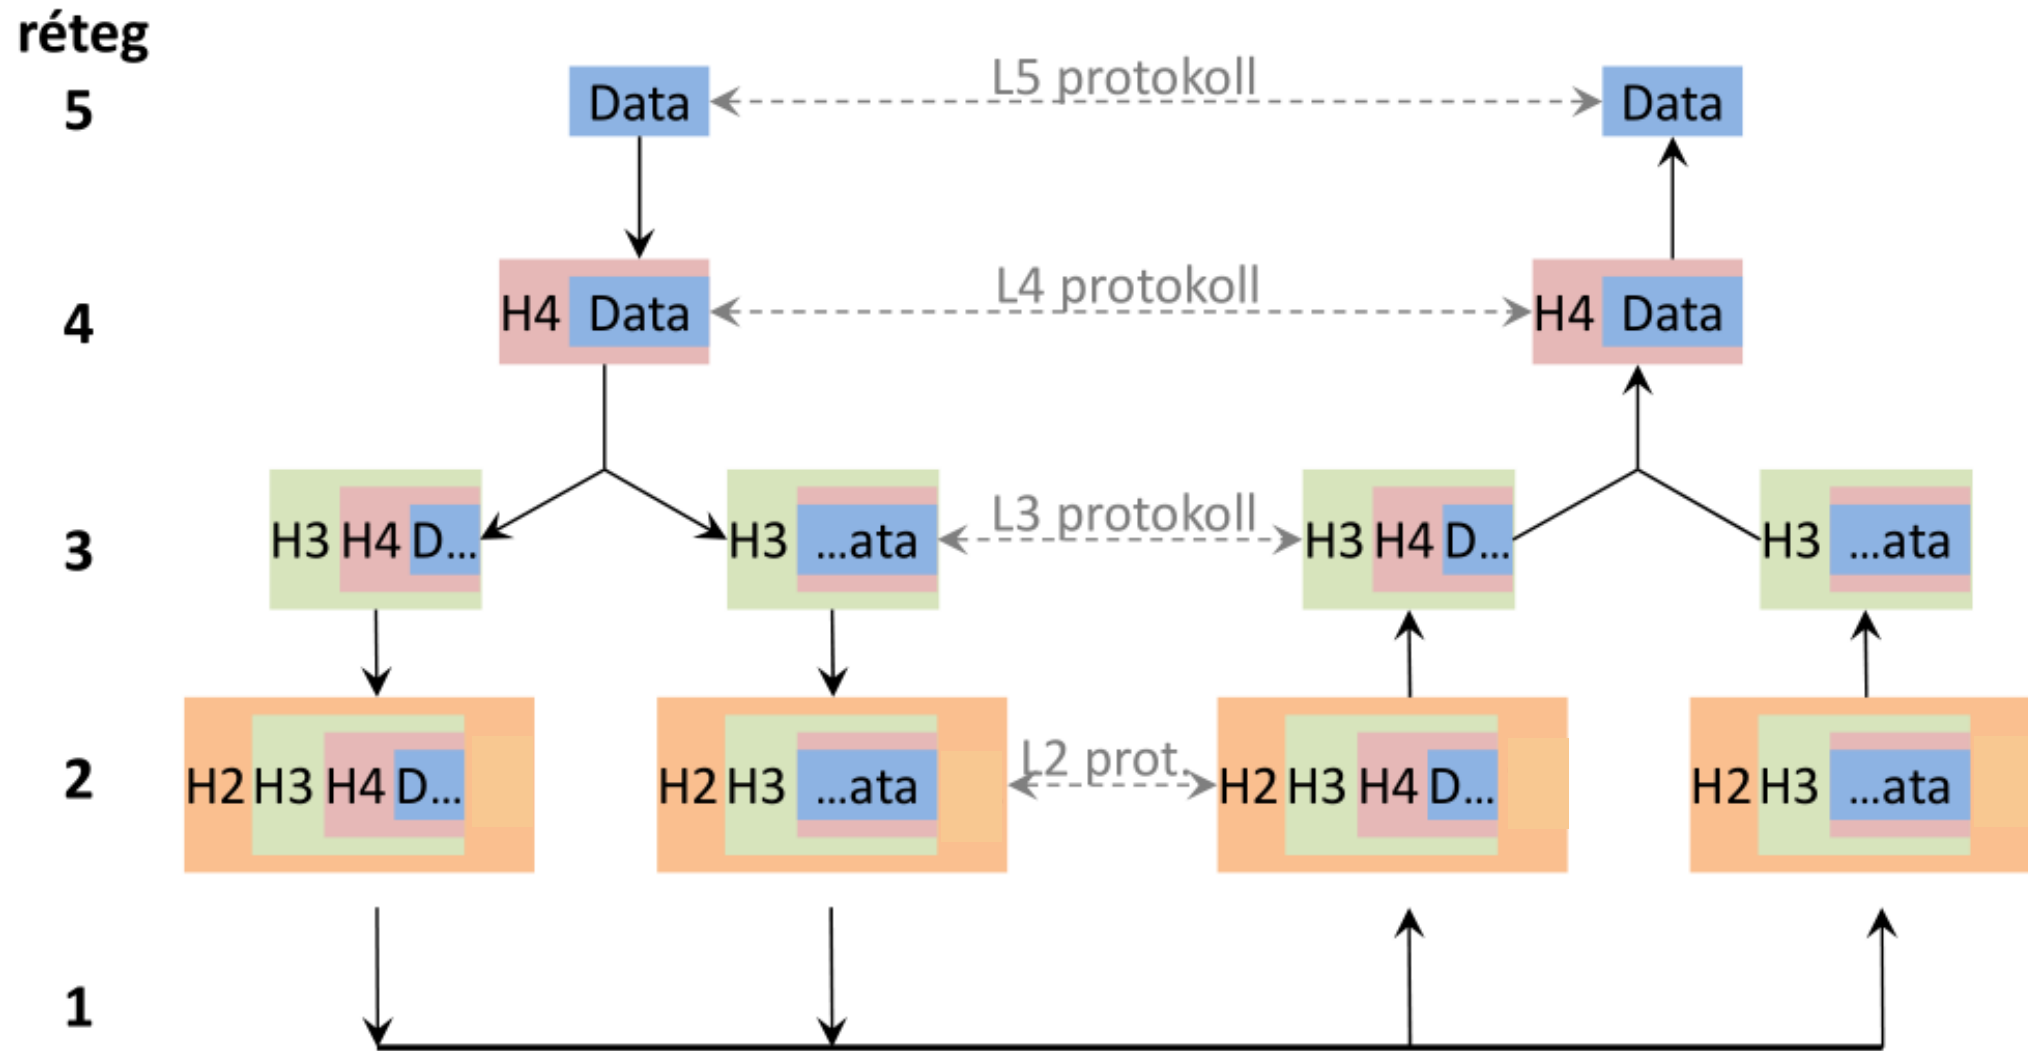 réteg
5 Data L5 protokoll Data
4 H4 Data L4 protokoll H4 Data
3 H3 H4 D... H3 ...ata L3 protokoll H3 H4 D... H3 ...ata
2 H2 H3 H4 D... H2 H3 ...ata L2 prot. H2 H3 H4 D... H2 H3 ...ata
1